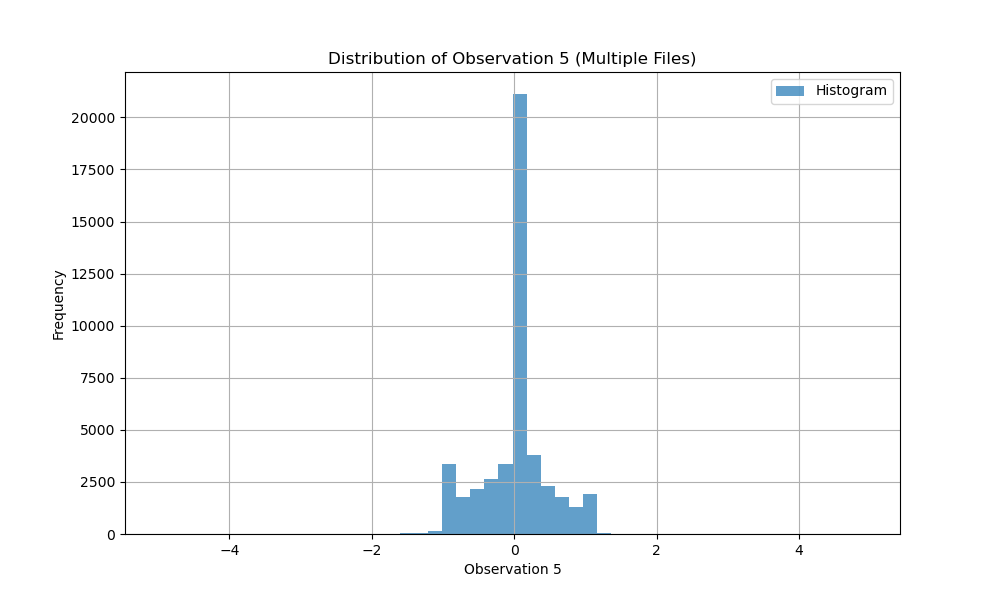 Distribution of Observation 5 (Multiple Files)
Histogram
20000
17500
15000
12500
10000
7500
5000
2500
0
Frequency
−4 −2 0 2 4
Observation 5